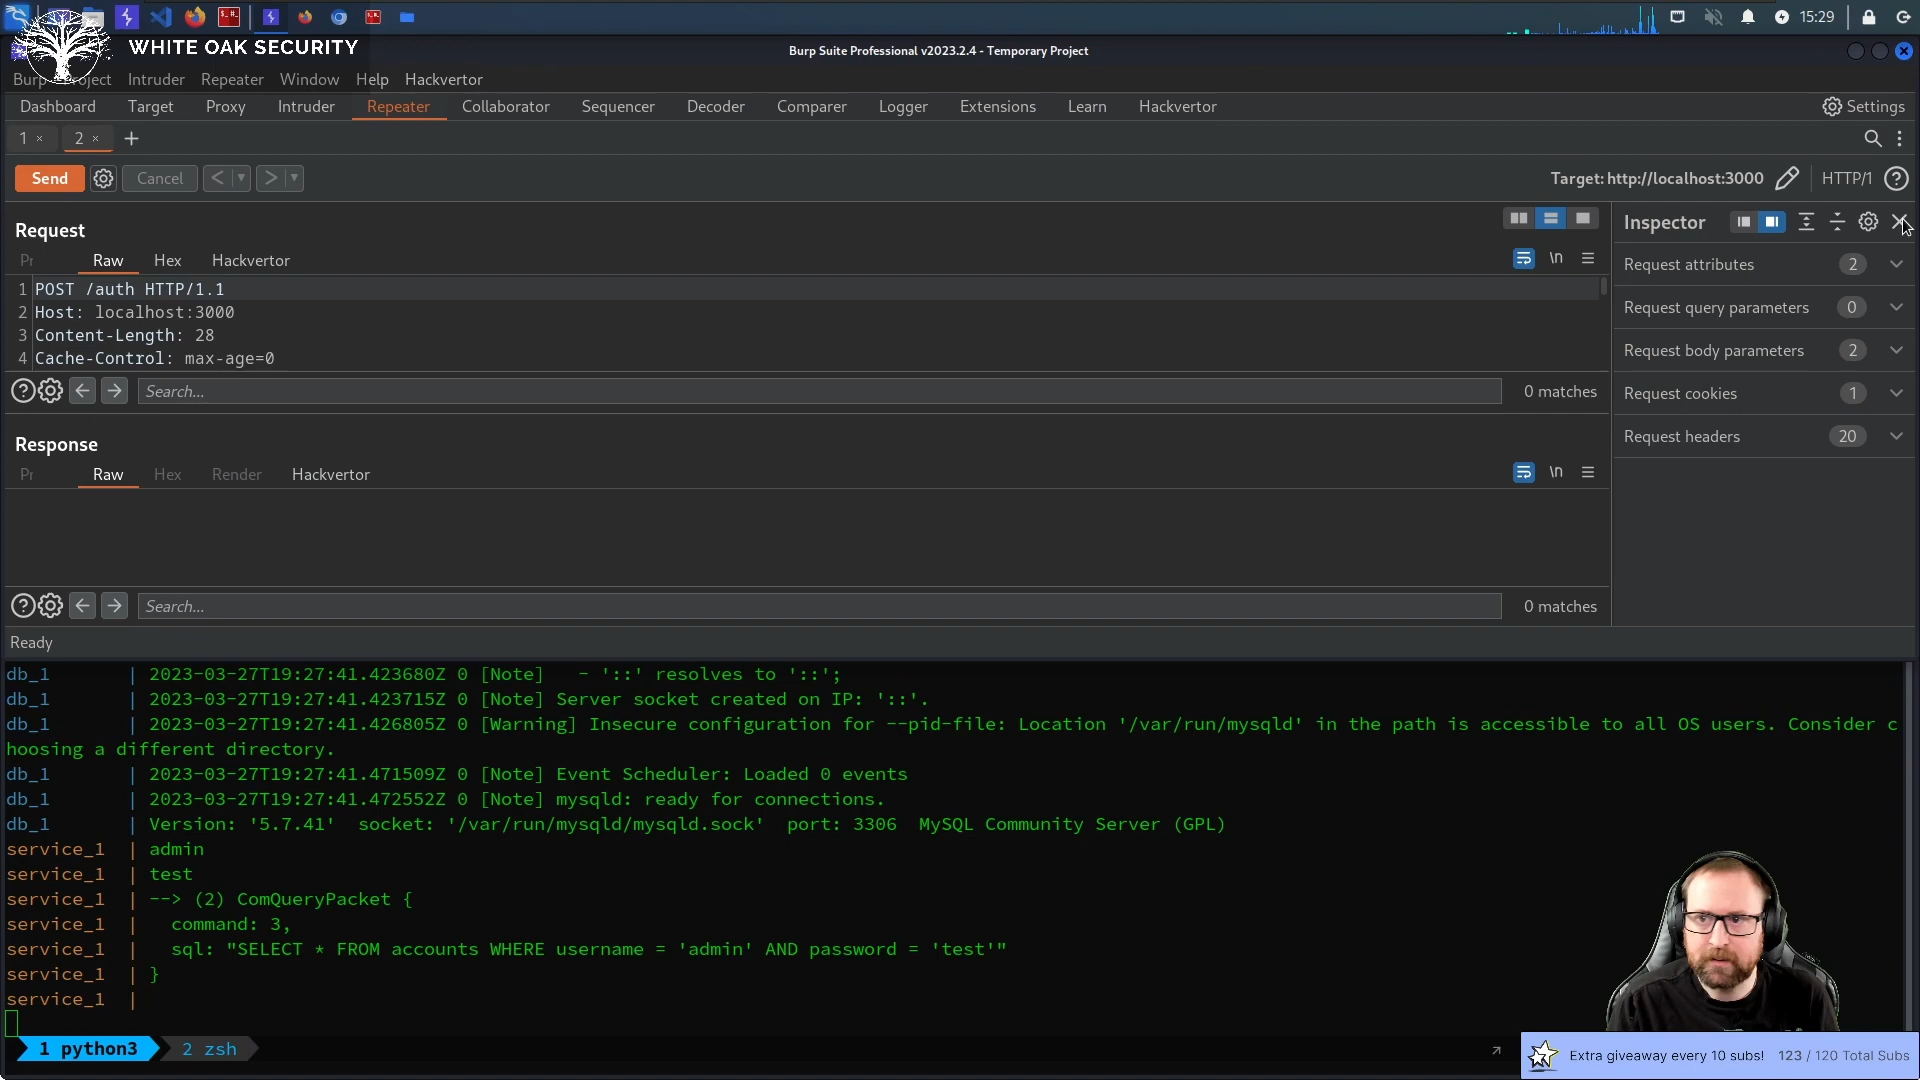 15:29
WHITE OAK SECURITY
Burp Suite Professional v2023.2.4 - Temporary Project
Burp Project Intruder Repeater Window Help Hackvertor
Dashboard Target Proxy Intruder Repeater Collaborator Sequencer Decoder Comparer Logger Extensions Learn Hackvertor Settings
1 × 2 × +
Send Cancel < > Target: http://localhost:3000 HTTP/1 ?
Request
Inspector
Pr Raw Hex Hackvertor \n
Request attributes 2
1 POST /auth HTTP/1.1
2 Host: localhost:3000
Request query parameters 0
3 Content-Length: 28
Request body parameters 2
4 Cache-Control: max-age=0
Search... 0 matches
Request cookies 1
Response
Request headers 20
Pr Raw Hex Render Hackvertor \n
Search... 0 matches
Ready
db_1 | 2023-03-27T19:27:41.423680Z 0 [Note] - '::' resolves to '::';
db_1 | 2023-03-27T19:27:41.423715Z 0 [Note] Server socket created on IP: '::'.
db_1 | 2023-03-27T19:27:41.426805Z 0 [Warning] Insecure configuration for --pid-file: Location '/var/run/mysqld' in the path is accessible to all OS users. Consider c
hoosing a different directory.
db_1 | 2023-03-27T19:27:41.471509Z 0 [Note] Event Scheduler: Loaded 0 events
db_1 | 2023-03-27T19:27:41.472552Z 0 [Note] mysqld: ready for connections.
db_1 | Version: '5.7.41' socket: '/var/run/mysqld/mysqld.sock' port: 3306 MySQL Community Server (GPL)
service_1 | admin
service_1 | test
service_1 | --> (2) ComQueryPacket {
service_1 | command: 3,
service_1 | sql: "SELECT * FROM accounts WHERE username = 'admin' AND password = 'test'"
service_1 | }
service_1 |
1 python3 2 zsh
Extra giveaway every 10 subs! 123 / 120 Total Subs